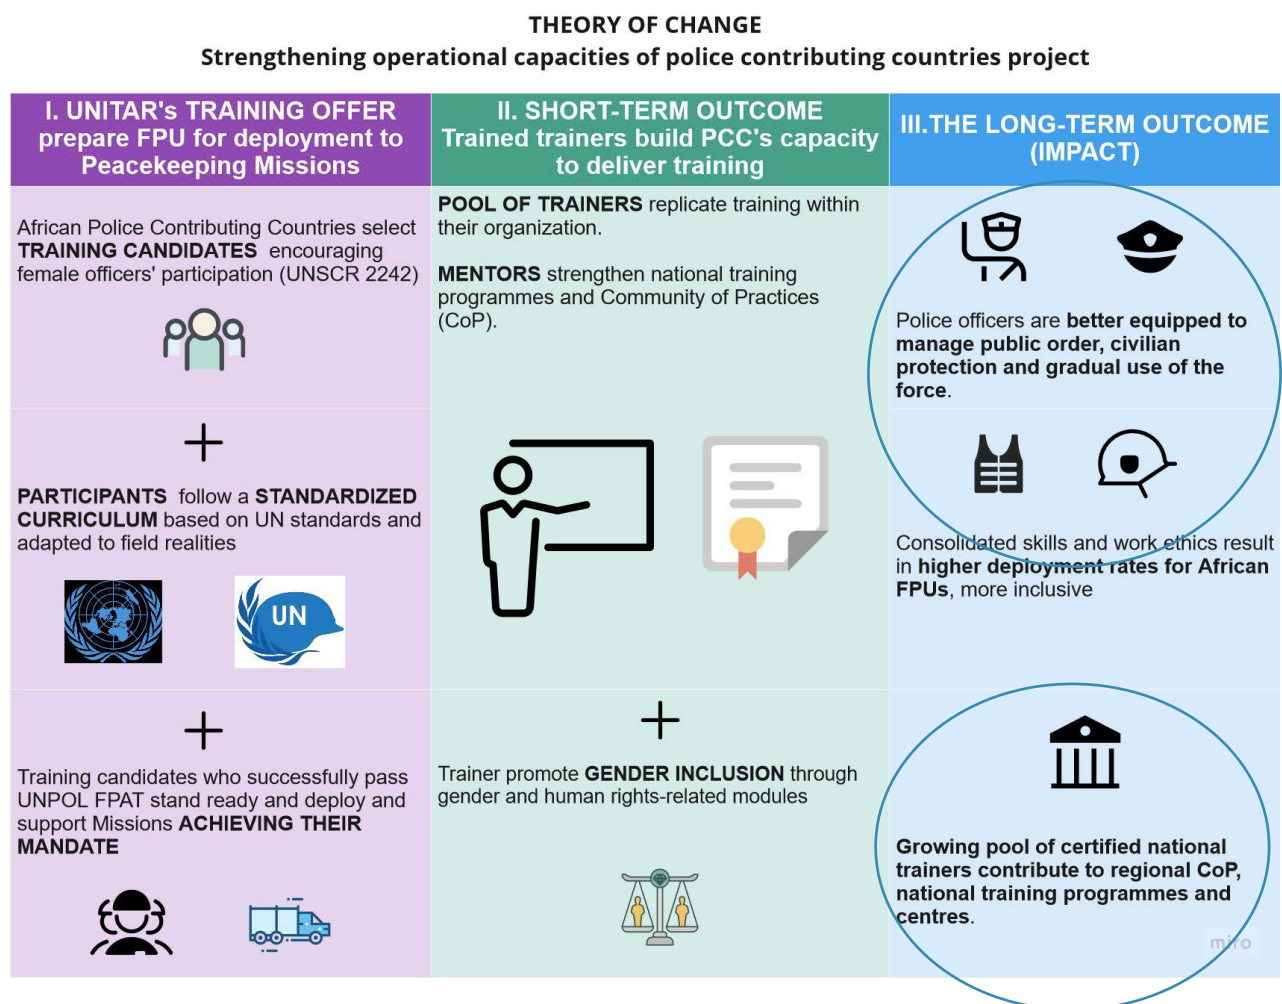 THEORY OF CHANGE
Strengthening operational capacities of police contributing countries project
I. UNITAR's TRAINING OFFER
prepare FPU for deployment to
Peacekeeping Missions
African Police Contributing Countries select
TRAINING CANDIDATES encouraging
female officers' participation (UNSCR 2242)
PARTICIPANTS follow a STANDARDIZED
CURRICULUM based on UN standards and
adapted to field realities
UN
Training candidates who successfully pass
UNPOL FPAT stand ready and deploy and
support Missions ACHIEVING THEIR
MANDATE
II. SHORT-TERM OUTCOME
Trained trainers build PCC's capacity
to deliver training
POOL OF TRAINERS replicate training within
their organization.
MENTORS strengthen national training
programmes and Community of Practices
(CoP).
Trainer promote GENDER INCLUSION through
gender and human rights-related modules
III.THE LONG-TERM OUTCOME
(IMPACT)
Police officers are better equipped to
manage public order, civilian
protection and gradual use of the
force.
Consolidated skills and work ethics result
in higher deployment rates for African
FPUs, more inclusive
Growing pool of certified national
trainers contribute to regional CoP,
national training programmes and
centres.
miro